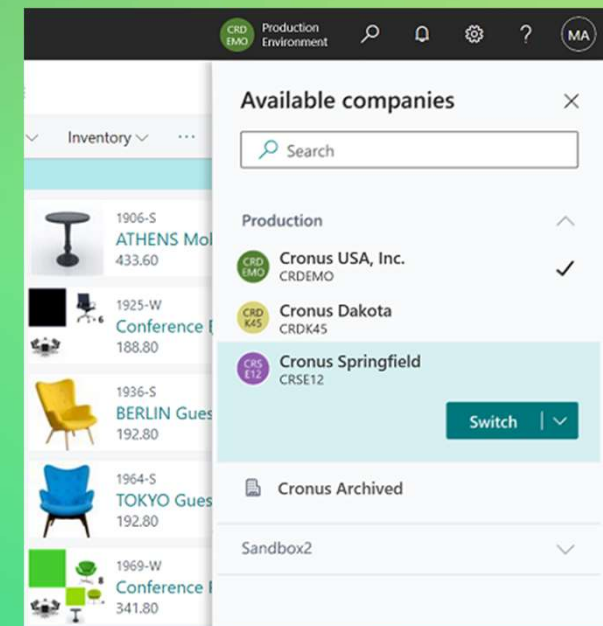 CRD
EMO
Production
Environment
?
MA
Available companies
Inventory
...
Search
Production
CRD
EMO
Cronus USA, Inc.
CRDEMO
CRD
K45
Cronus Dakota
CRDK45
CRS
E12
Cronus Springfield
CRSE12
Switch
Cronus Archived
Sandbox2
1906-S
ATHENS Mob
433.60
1925-W
Conference
188.80
1936-S
BERLIN Gues
192.80
1964-S
TOKYO Gues
192.80
1969-W
Conference
341.80